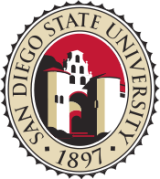 SAN DIEGO STATE UNIVERSITY
• 1897 •